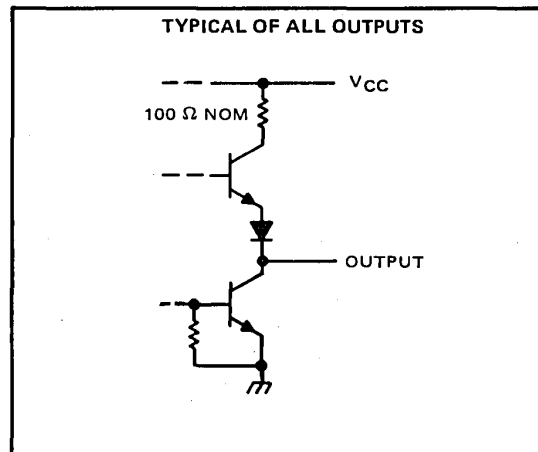 TYPICAL OF ALL OUTPUTS
VCC
100 Ω NOM
OUTPUT